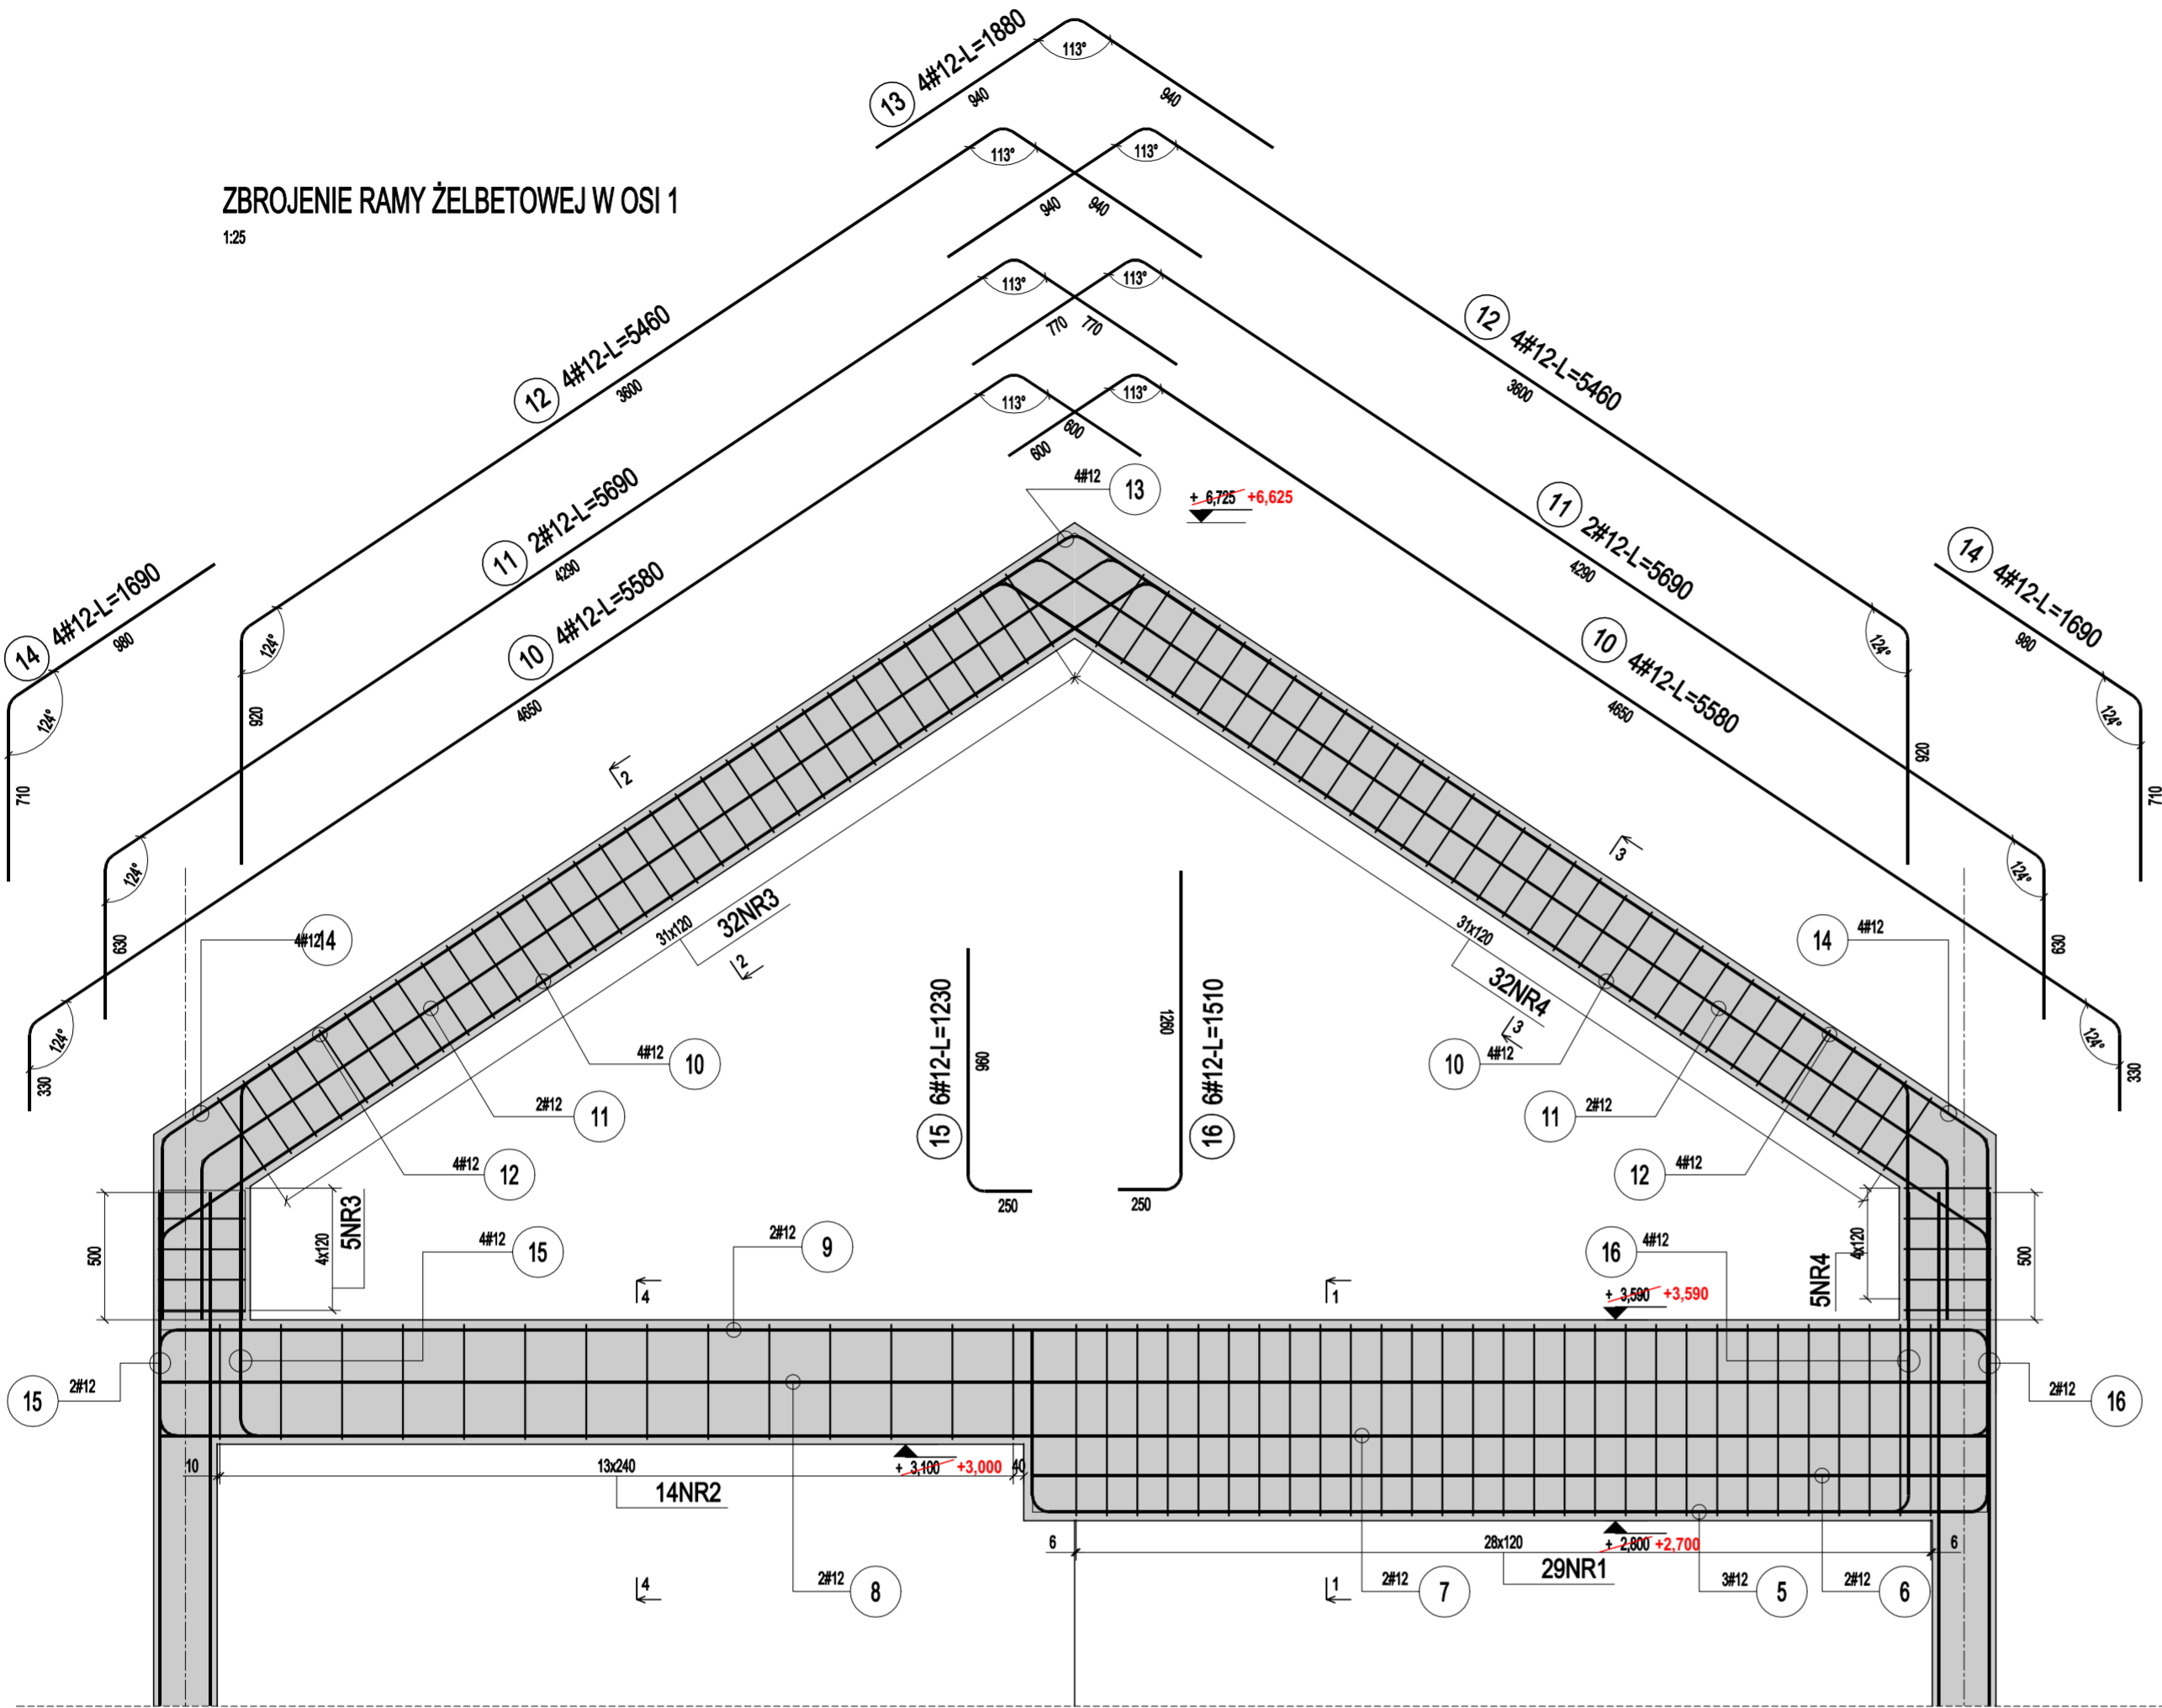 13 4#12-L=1880
113°
940
940
ZBROJENIE RAMY ŻELBETOWEJ W OSI 1
1:25
113°
113°
940
940
12 4#12-L=5460
3600
12 4#12-L=5460
3600
113°
113°
770
770
11 2#12-L=5690
4290
11 2#12-L=5690
4290
113°
113°
600
600
10 4#12-L=5580
4650
10 4#12-L=5580
4650
14 4#12-L=1690
980
124°
710
14 4#12-L=1690
980
124°
710
124°
920
124°
920
124°
630
124°
630
124°
330
124°
330
4#12 13
+ 6,725 +6,625
2
2
3
3
31x120
32NR3
31x120
32NR4
4#12 14
14 4#12
4#12 10
10 4#12
2#12 11
11 2#12
4#12 12
12 4#12
15 6#12-L=1230
960
250
16 6#12-L=1510
1260
250
500
4x120
5NR3
4#12 15
2#12 9
16 4#12
4x120
5NR4
500
4
1
+ 3,590 +3,590
15 2#12
2#12 16
10
13x240
14NR2
+ 3,100 +3,000
40
6
28x120
29NR1
+ 2,800 +2,700
6
4
2#12 8
1
2#12 7
3#12 5
2#12 6